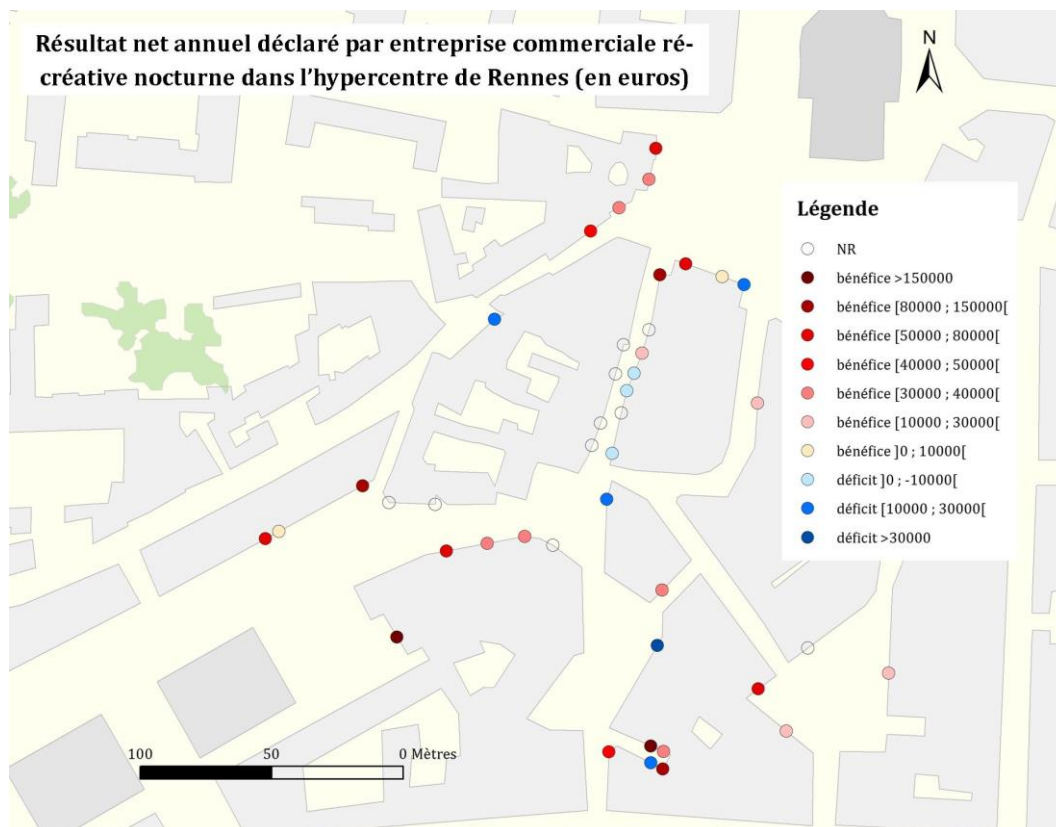 Résultat net annuel déclaré par entreprise commerciale ré-
créative nocturne dans l'hypercentre de Rennes (en euros)
N
Légende
NR
bénéfice >150000
bénéfice [80000 ; 150000[
bénéfice [50000 ; 80000[
bénéfice [40000 ; 50000[
bénéfice [30000 ; 40000[
bénéfice [10000 ; 30000[
bénéfice ]0 ; 10000[
déficit ]0 ; -10000[
déficit [10000 ; 30000[
déficit >30000
100 50 0 Mètres